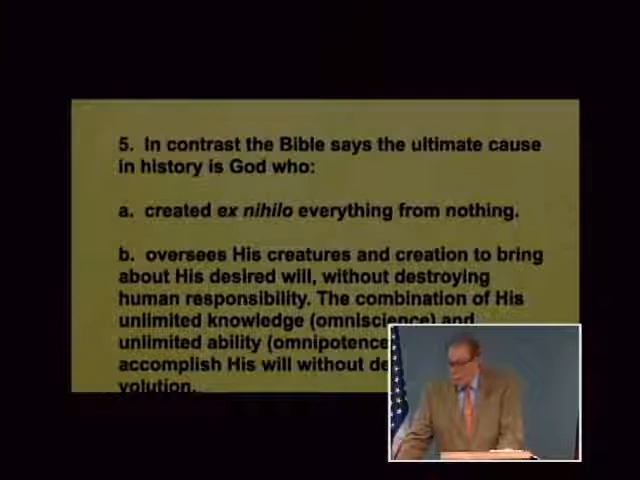 5. In contrast the Bible says the ultimate cause
in history is God who:
a. created ex nihilo everything from nothing.
b. oversees His creatures and creation to bring
about His desired will, without destroying
human responsibility. The combination of His
unlimited knowledge (omniscience) and
unlimited ability (omnipotence
accomplish His will without de
volution.